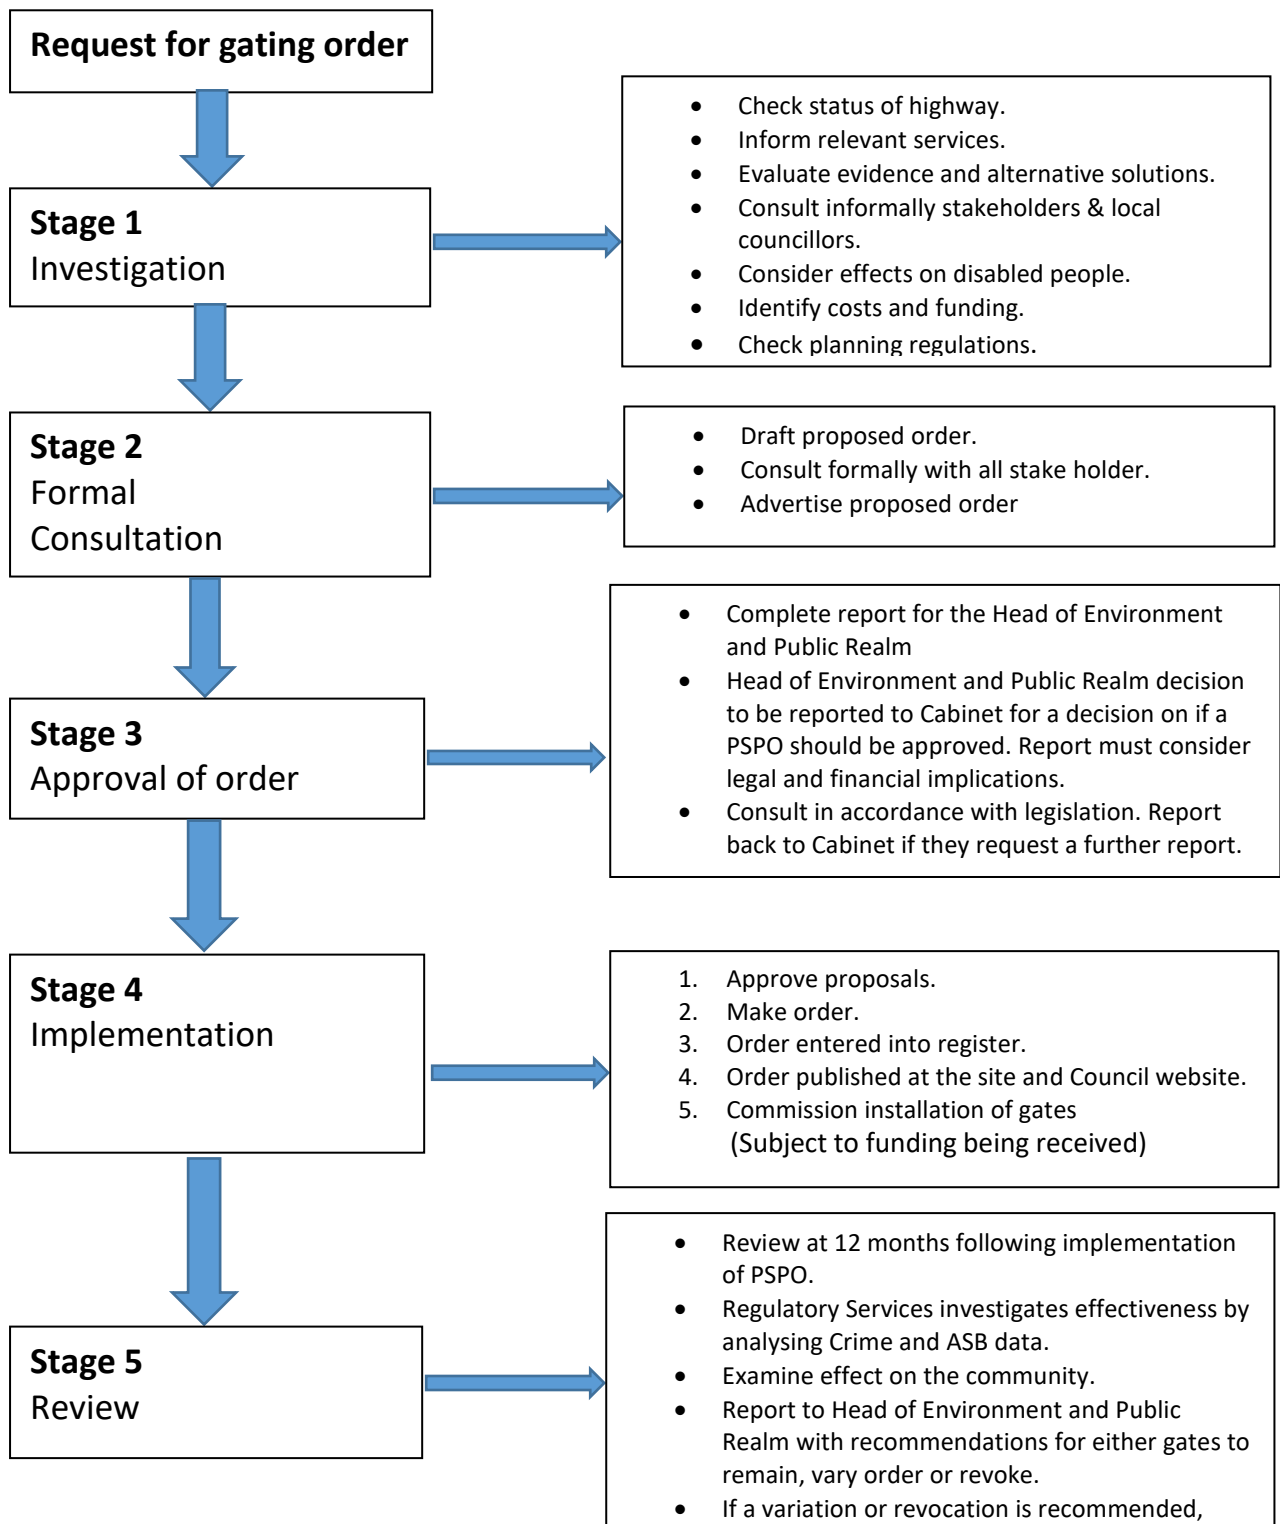 Request for gating order
• Check status of highway.
• Inform relevant services.
• Evaluate evidence and alternative solutions.
• Consult informally stakeholders & local
councillors.
• Consider effects on disabled people.
• Identify costs and funding.
• Check planning regulations.
Stage 1
Investigation
Stage 2
Formal
Consultation
• Draft proposed order.
• Consult formally with all stake holder.
• Advertise proposed order
Stage 3
Approval of order
• Complete report for the Head of Environment
and Public Realm
• Head of Environment and Public Realm decision
to be reported to Cabinet for a decision on if a
PSPO should be approved. Report must consider
legal and financial implications.
• Consult in accordance with legislation. Report
back to Cabinet if they request a further report.
Stage 4
Implementation
1. Approve proposals.
2. Make order.
3. Order entered into register.
4. Order published at the site and Council website.
5. Commission installation of gates
(Subject to funding being received)
Stage 5
Review
• Review at 12 months following implementation
of PSPO.
• Regulatory Services investigates effectiveness by
analysing Crime and ASB data.
• Examine effect on the community.
• Report to Head of Environment and Public
Realm with recommendations for either gates to
remain, vary order or revoke.
• If a variation or revocation is recommended,